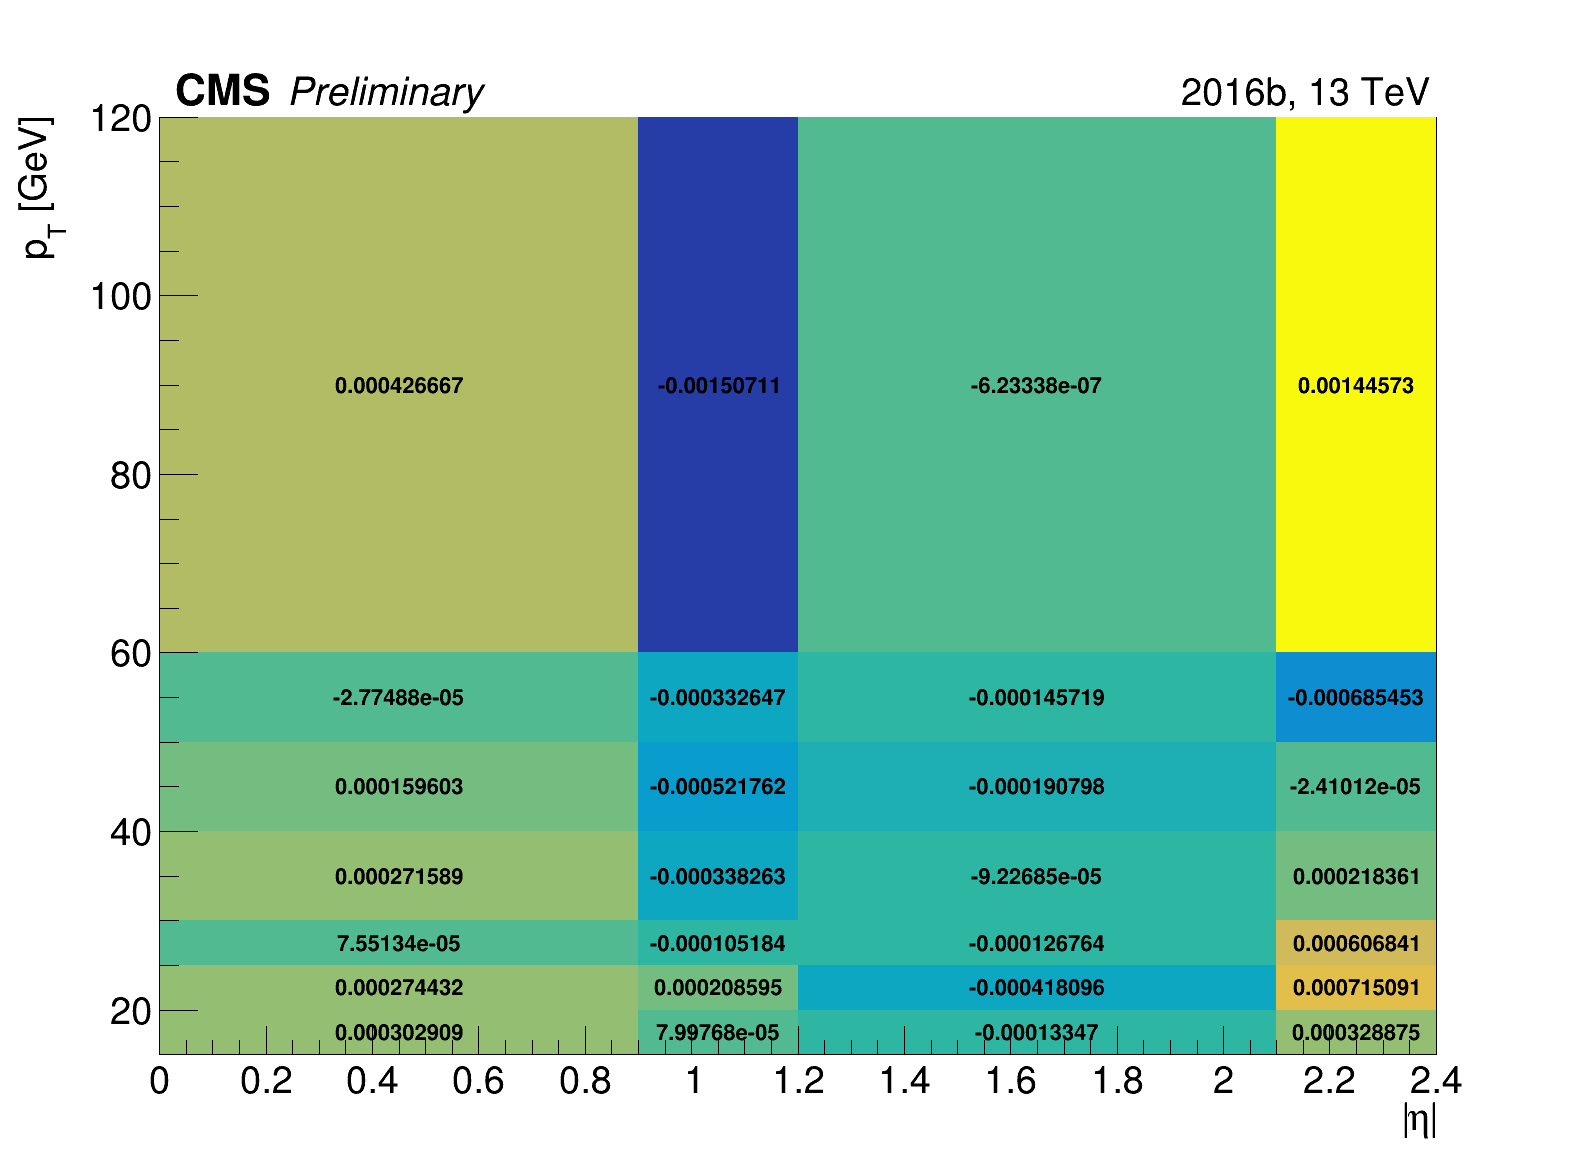 CMS Preliminary 2016b, 13 TeV
pT [GeV]
120
100
80
60
40
20
0.000426667 -0.00150711 -6.23338e-07 0.00144573
-2.77488e-05 -0.000332647 -0.000145719 -0.000685453
0.000159603 -0.000521762 -0.000190798 -2.41012e-05
0.000271589 -0.000338263 -9.22685e-05 0.000218361
7.55134e-05 -0.000105184 -0.000126764 0.000606841
0.000274432 0.000208595 -0.000418096 0.000715091
0.000302909 7.99768e-05 -0.00013347 0.000328875
0 0.2 0.4 0.6 0.8 1 1.2 1.4 1.6 1.8 2 2.2 2.4
|η|